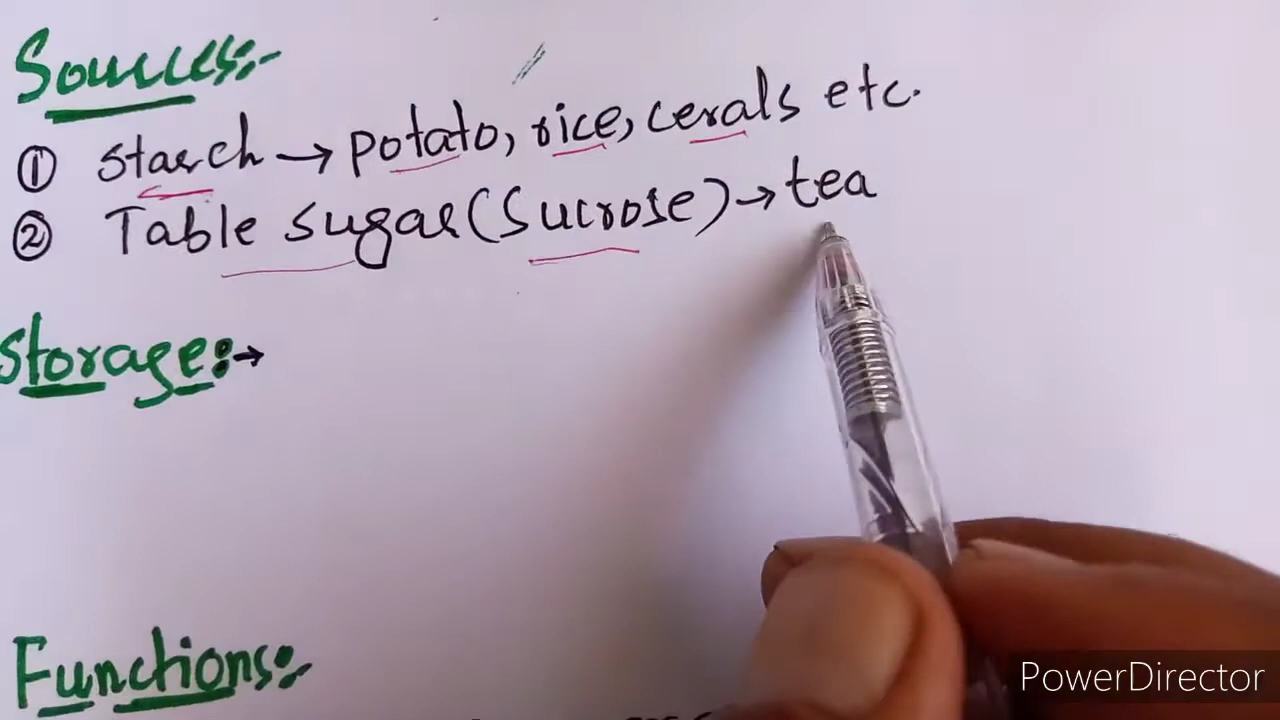 Sources:-
① Starch → potato, rice, cerals etc.
② Table sugar (Sucrose) → tea
Storage:→
Functions:-
PowerDirector